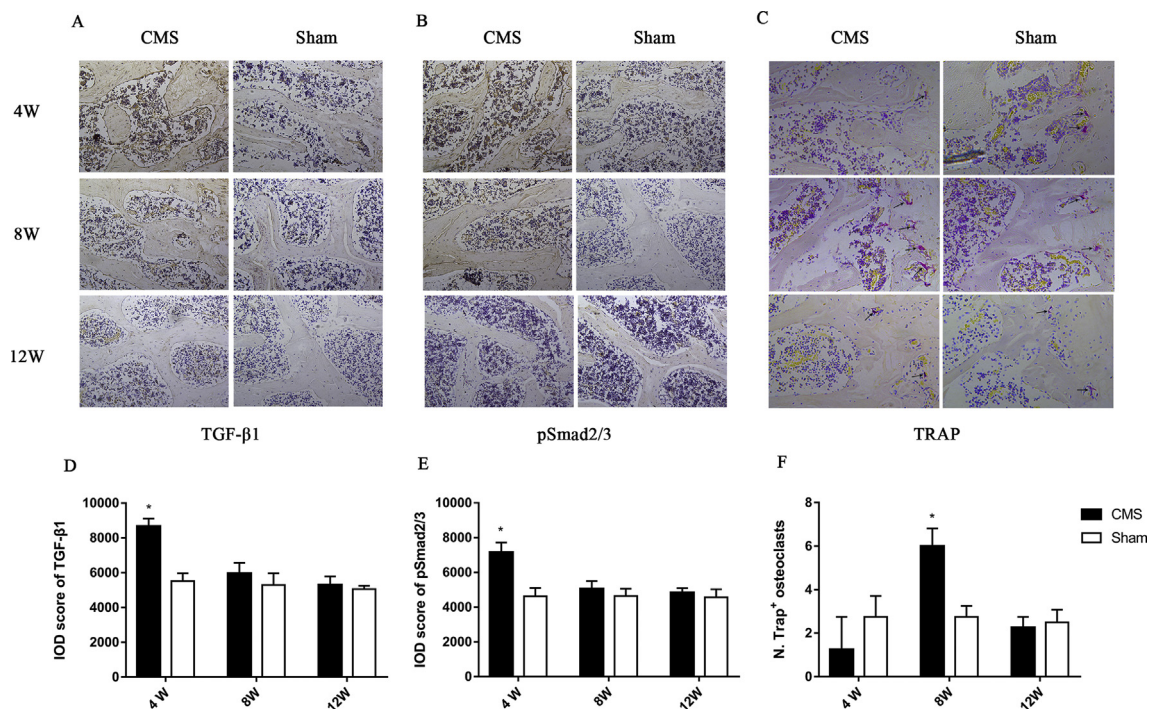 A
CMS Sham
B
CMS Sham
C
CMS Sham
4W
8W
12W
TGF-β1
pSmad2/3
TRAP
D
IOD score of TGF-β1
10000
8000
6000
4000
2000
0
*
4 W 8W 12W
E
IOD score of pSmad2/3
10000
8000
6000
4000
2000
0
*
4 W 8W 12W
F
N. Trap⁺ osteoclasts
8
6
4
2
0
*
4 W 8W 12W
CMS
Sham